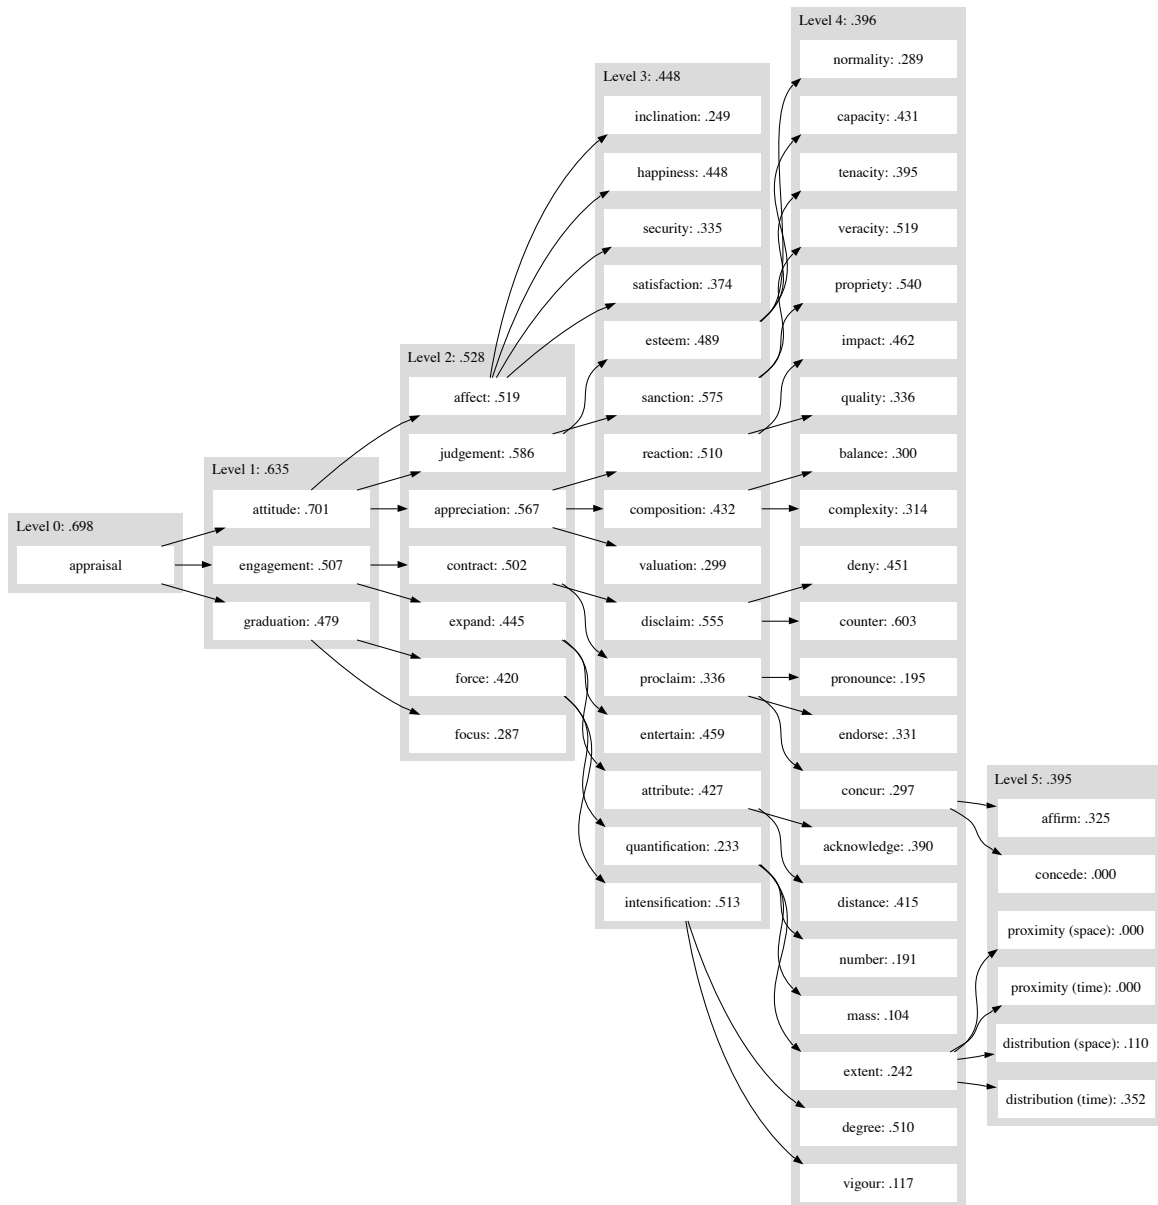 Level 0: .698
appraisal
Level 1: .635
attitude: .701
engagement: .507
graduation: .479
Level 2: .528
affect: .519
judgement: .586
appreciation: .567
contract: .502
expand: .445
force: .420
focus: .287
Level 3: .448
inclination: .249
happiness: .448
security: .335
satisfaction: .374
esteem: .489
sanction: .575
reaction: .510
composition: .432
valuation: .299
disclaim: .555
proclaim: .336
entertain: .459
attribute: .427
quantification: .233
intensification: .513
Level 4: .396
normality: .289
capacity: .431
tenacity: .395
veracity: .519
propriety: .540
impact: .462
quality: .336
balance: .300
complexity: .314
deny: .451
counter: .603
pronounce: .195
endorse: .331
concur: .297
acknowledge: .390
distance: .415
number: .191
mass: .104
extent: .242
degree: .510
vigour: .117
Level 5: .395
affirm: .325
concede: .000
proximity (space): .000
proximity (time): .000
distribution (space): .110
distribution (time): .352